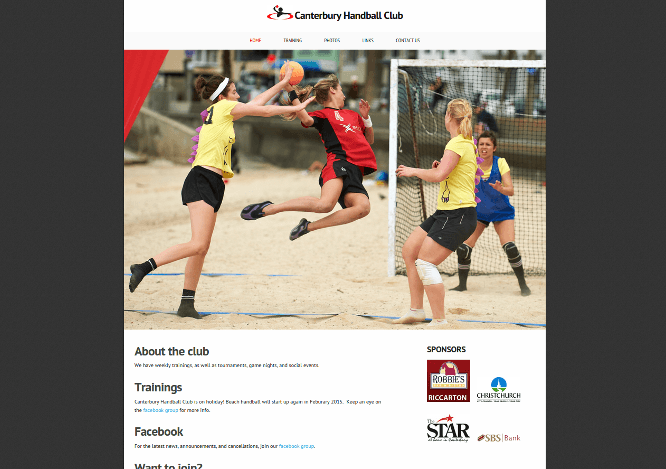 Canterbury Handball Club
HOME TRAINING PHOTOS LINKS CONTACT US
About the club
We have weekly trainings, as well as tournaments, game nights, and social events.
Trainings
Canterbury Handball Club is on holiday! Beach handball will start up again in Feburary 2015. Keep an eye on
the facebook group for more info.
Facebook
For the latest news, announcements, and cancellations, join our facebook group.
Want to join?
SPONSORS
ROBBIE'S
RICCARTON
CHRISTCHURCH
The STAR
SBS Bank